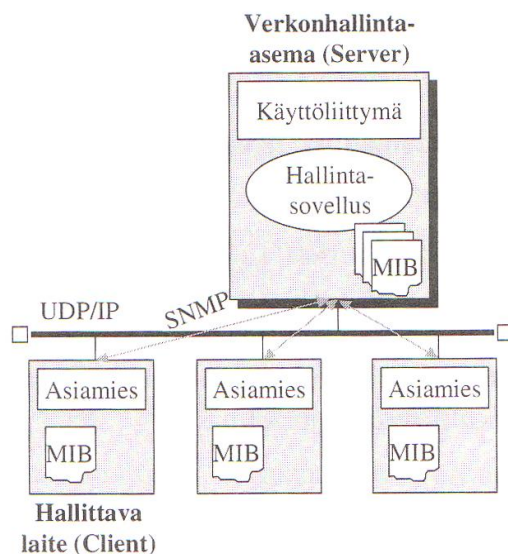 Verkonhallinta-
asema (Server)
Käyttöliittymä
Hallinta-
sovellus
MIB
UDP/IP
SNMP
Asiamies
Asiamies
Asiamies
MIB
MIB
MIB
Hallittava
laite (Client)